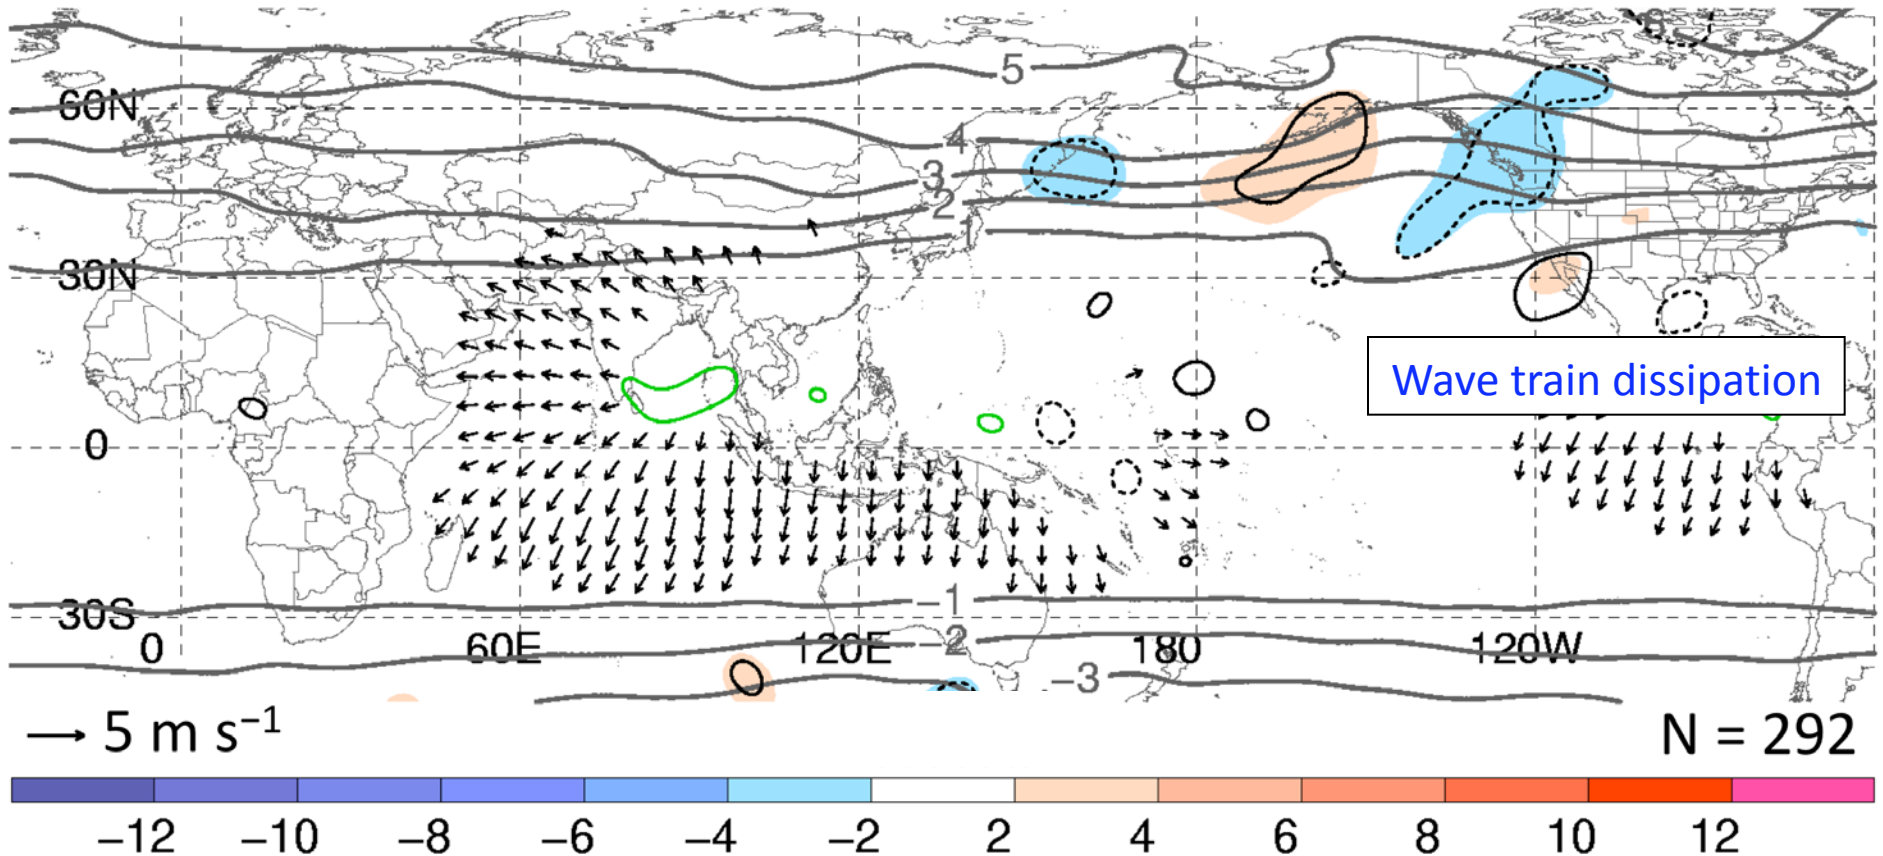 6
5
60N
4
3
2
1
30N
Wave train dissipation
0
−1
30S
−2
0 60E 120E 180 120W
−3
5 m s⁻¹ N = 292
−12 −10 −8 −6 −4 −2 2 4 6 8 10 12